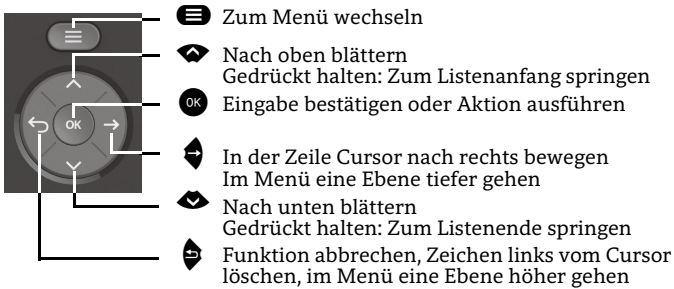 Zum Menü wechseln
Nach oben blättern
Gedrückt halten: Zum Listenanfang springen
OK
OK
Eingabe bestätigen oder Aktion ausführen
In der Zeile Cursor nach rechts bewegen
Im Menü eine Ebene tiefer gehen
Nach unten blättern
Gedrückt halten: Zum Listenende springen
Funktion abbrechen, Zeichen links vom Cursor
löschen, im Menü eine Ebene höher gehen